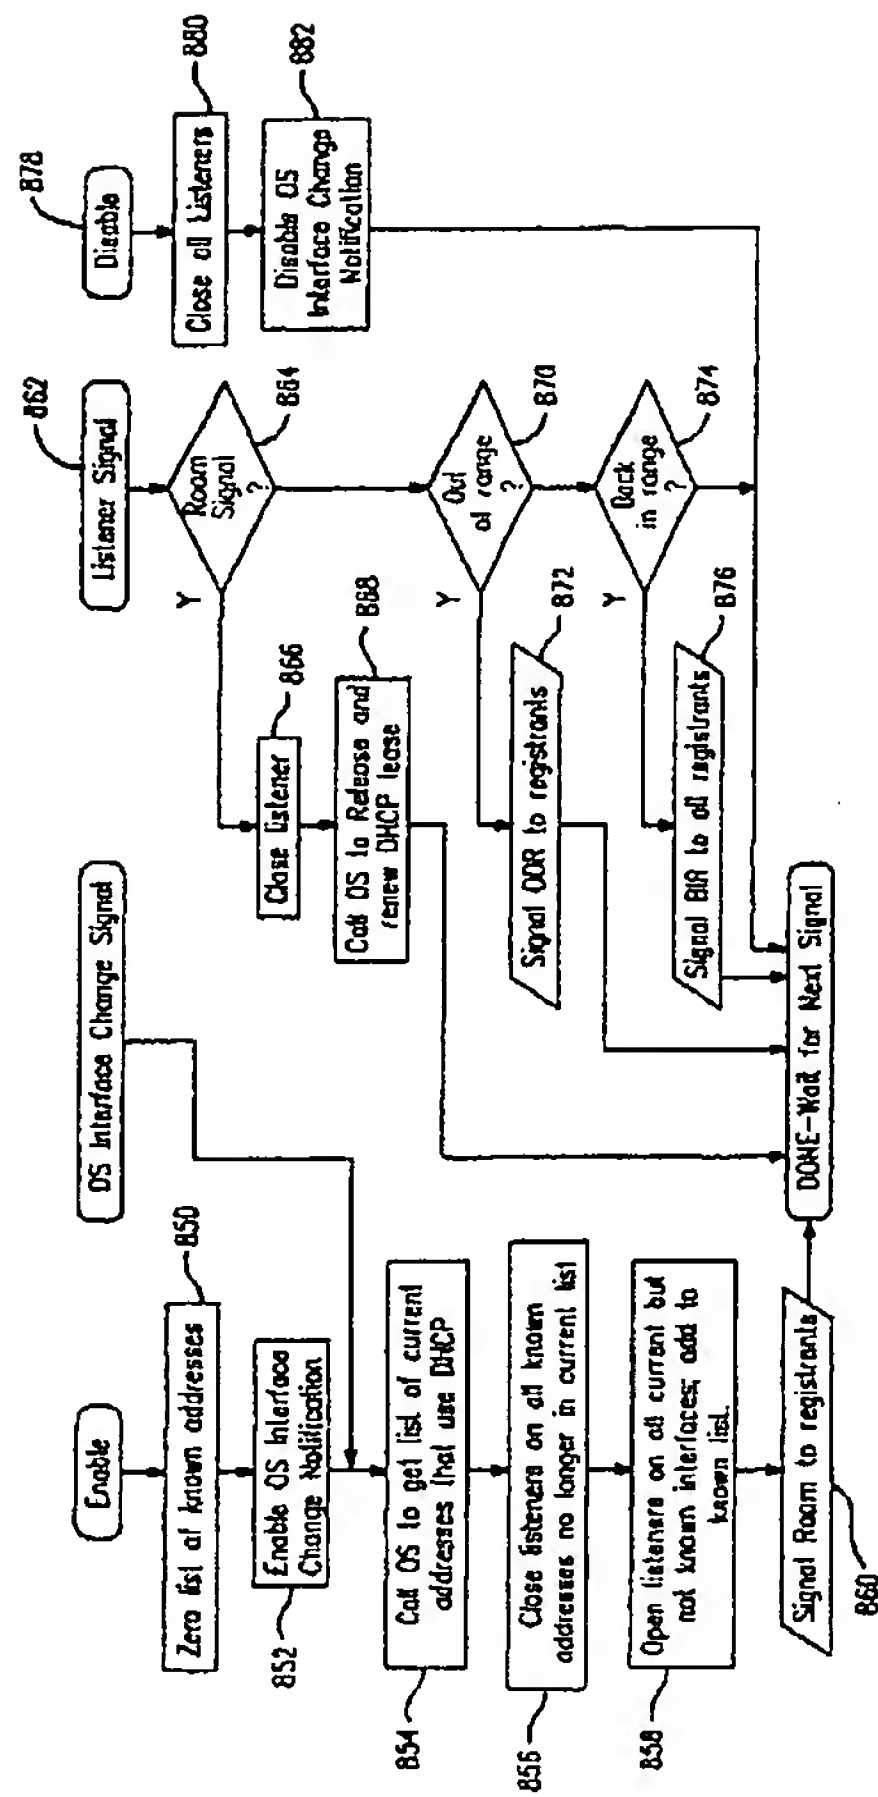 Enable
Zero list of known addresses
850
Enable OS Interface
Change Notification
852
OS Interface Change Signal
Call OS to get list of current
addresses that use DHCP
854
Close listeners on all known
addresses no longer in current list
856
Open listeners on all current but
not known interfaces; add to
known list.
858
Signal Roam to registrants
860
Listener Signal
862
Roam
Signal
?
864
Y
Close listener
866
Call OS to Release and
renew DHCP lease
868
Out
of range
?
870
Y
Signal OOR to registrants
872
Back
in range
?
874
Y
Signal BIR to all registrants
876
Disable
878
Close all Listeners
880
Disable OS
Interface Change
Notification
882
DONE-Wait for Next Signal